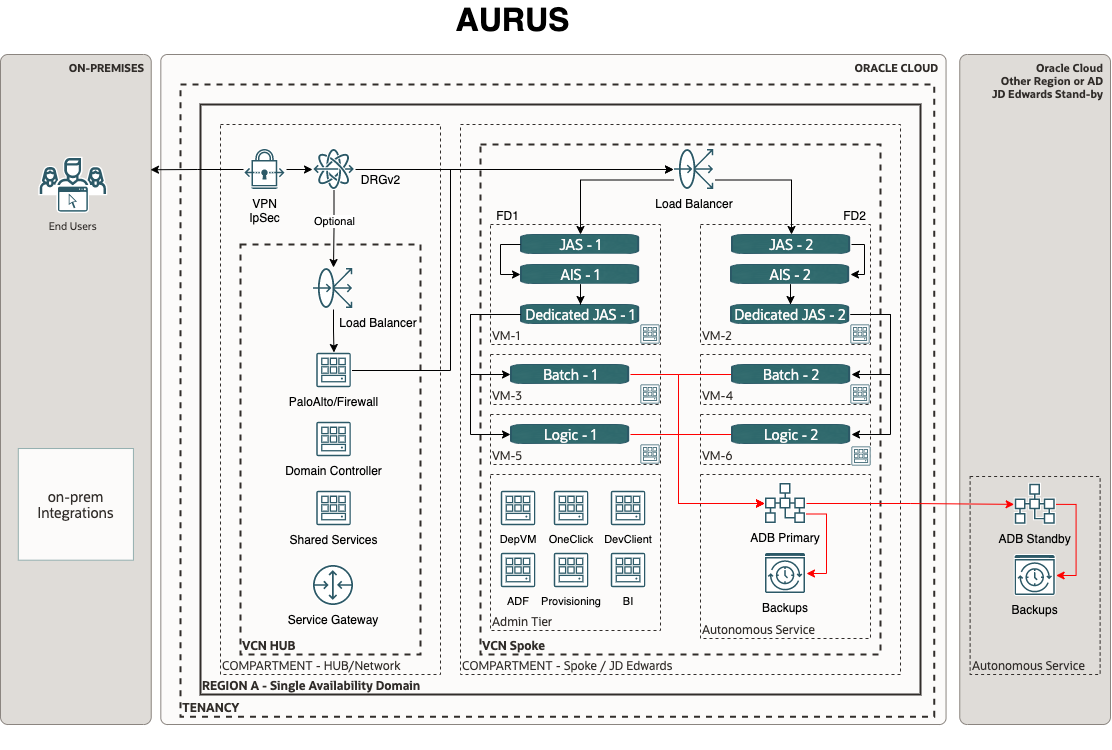 AURUS
ON-PREMISES
End Users
on-prem
Integrations
ORACLE CLOUD
VPN
IpSec
DRGv2
Optional
Load Balancer
PaloAlto/Firewall
Domain Controller
Shared Services
Service Gateway
VCN HUB
COMPARTMENT - HUB/Network
Load Balancer
FD1
FD2
JAS - 1
AIS - 1
Dedicated JAS - 1
VM-1
JAS - 2
AIS - 2
Dedicated JAS - 2
VM-2
Batch - 1
VM-3
Batch - 2
VM-4
Logic - 1
VM-5
Logic - 2
VM-6
DepVM
OneClick
DevClient
ADF
Provisioning
BI
Admin Tier
ADB Primary
Backups
Autonomous Service
VCN Spoke
COMPARTMENT - Spoke / JD Edwards
REGION A - Single Availability Domain
TENANCY
Oracle Cloud
Other Region or AD
JD Edwards Stand-by
ADB Standby
Backups
Autonomous Service